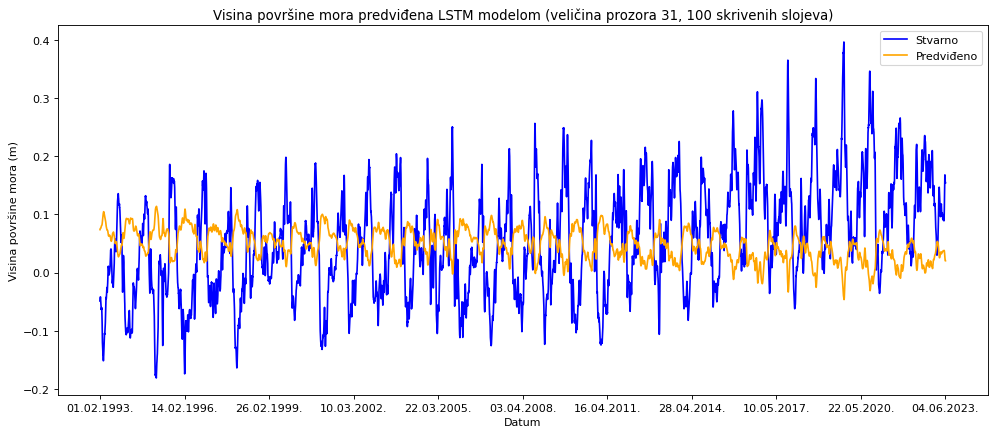 Visina površine mora predviđena LSTM modelom (veličina prozora 31, 100 skrivenih slojeva)
Stvarno
Predviđeno
Visina površine mora (m)
0.4
0.3
0.2
0.1
0.0
−0.1
−0.2
01.02.1993. 14.02.1996. 26.02.1999. 10.03.2002. 22.03.2005. 03.04.2008. 16.04.2011. 28.04.2014. 10.05.2017. 22.05.2020. 04.06.2023.
Datum